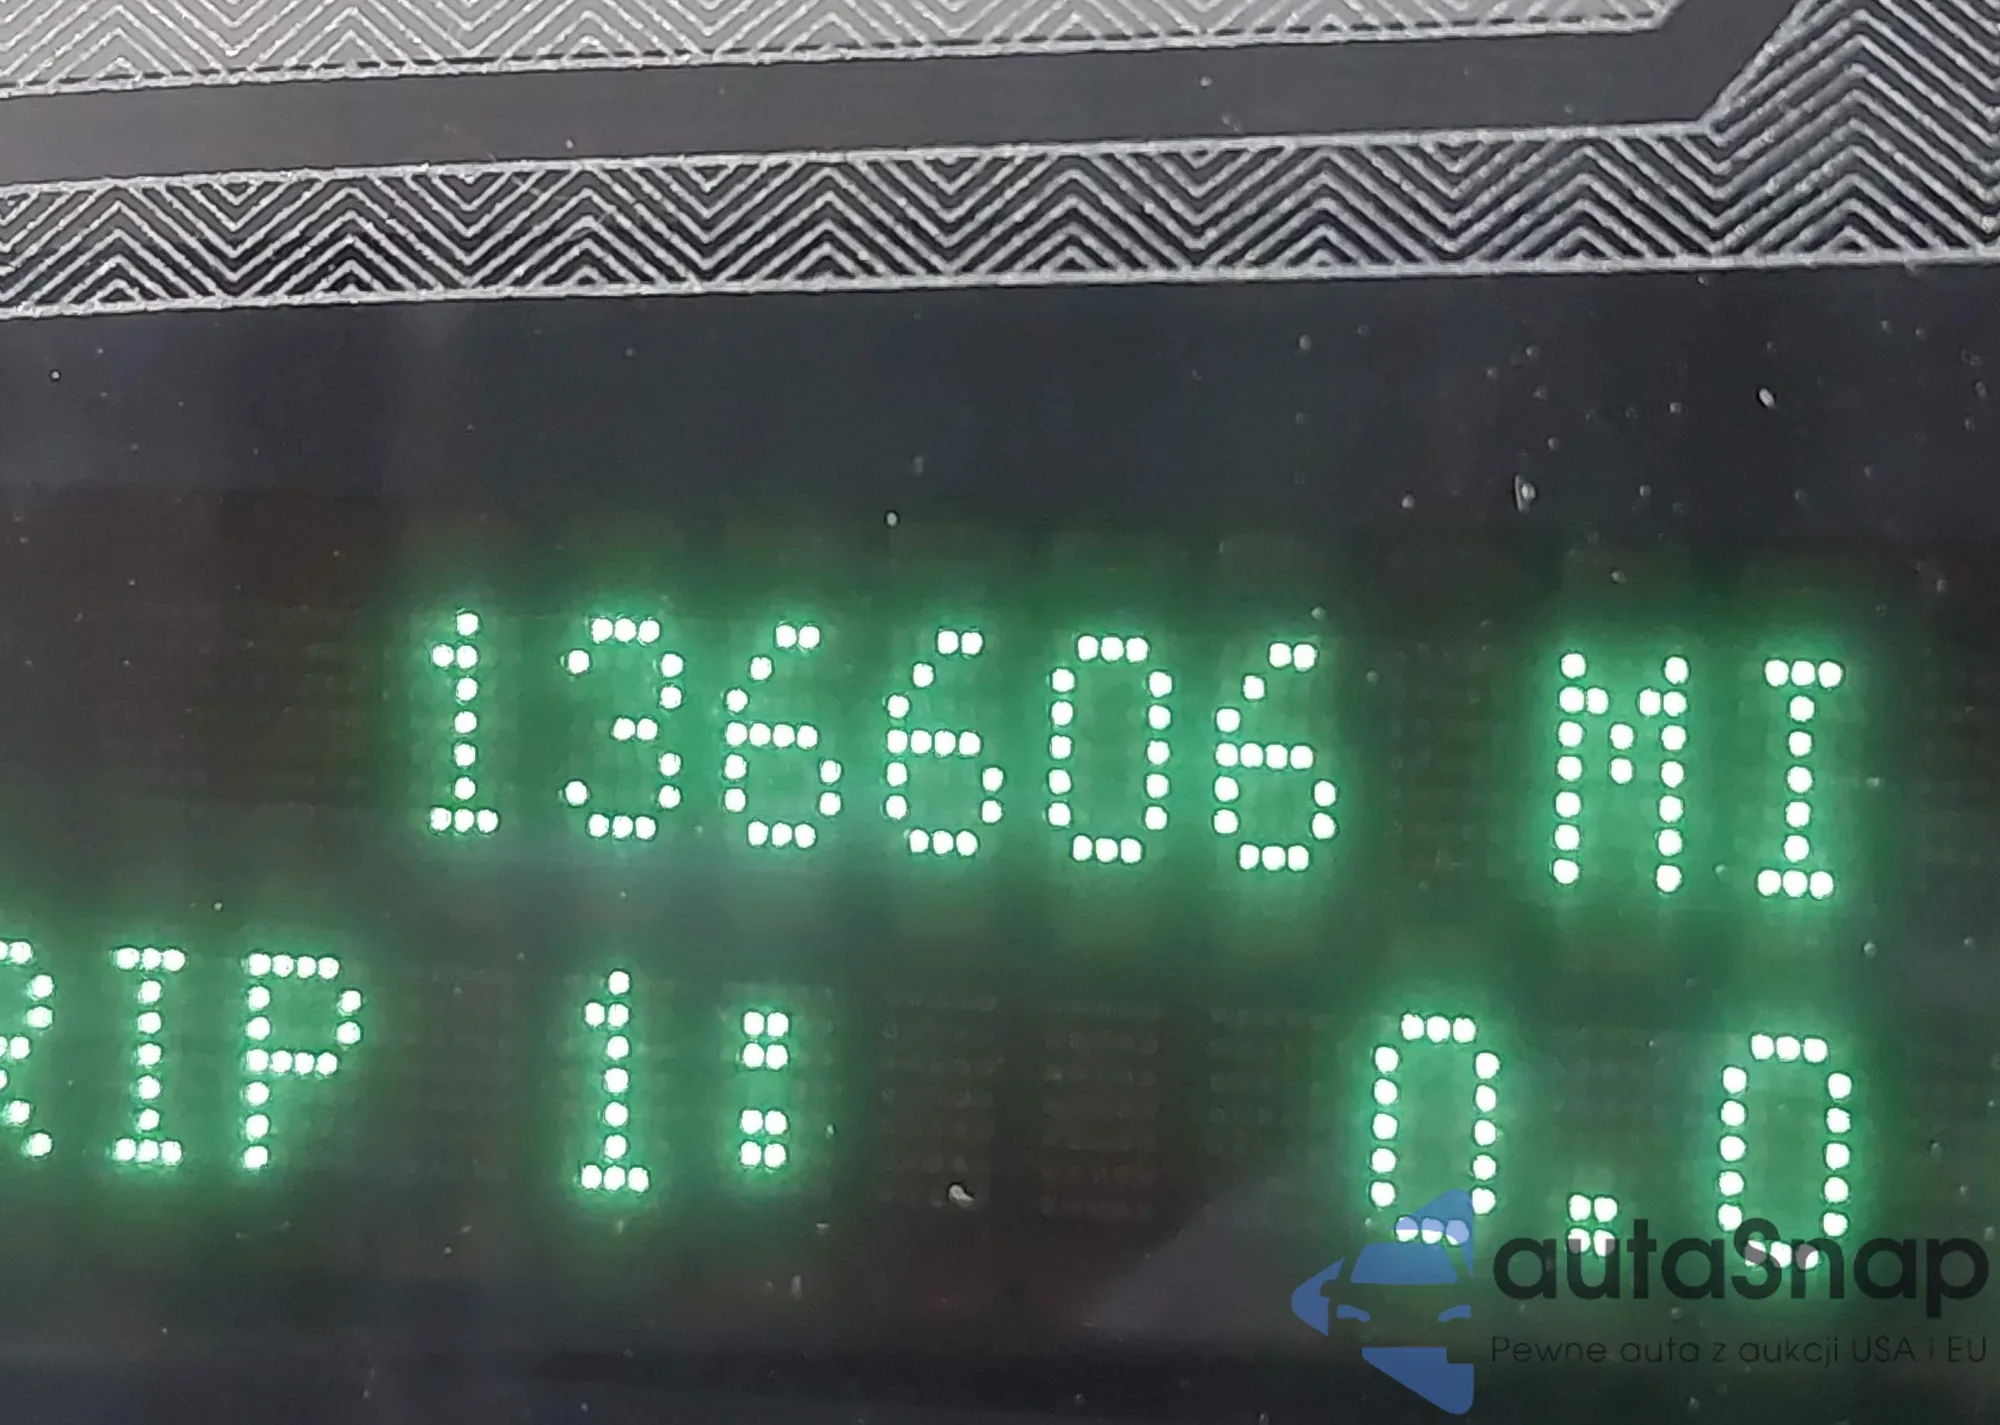 136606 MI
RIP 1: 0.0
autaSnap
Pewne auta z aukcji USA i EU